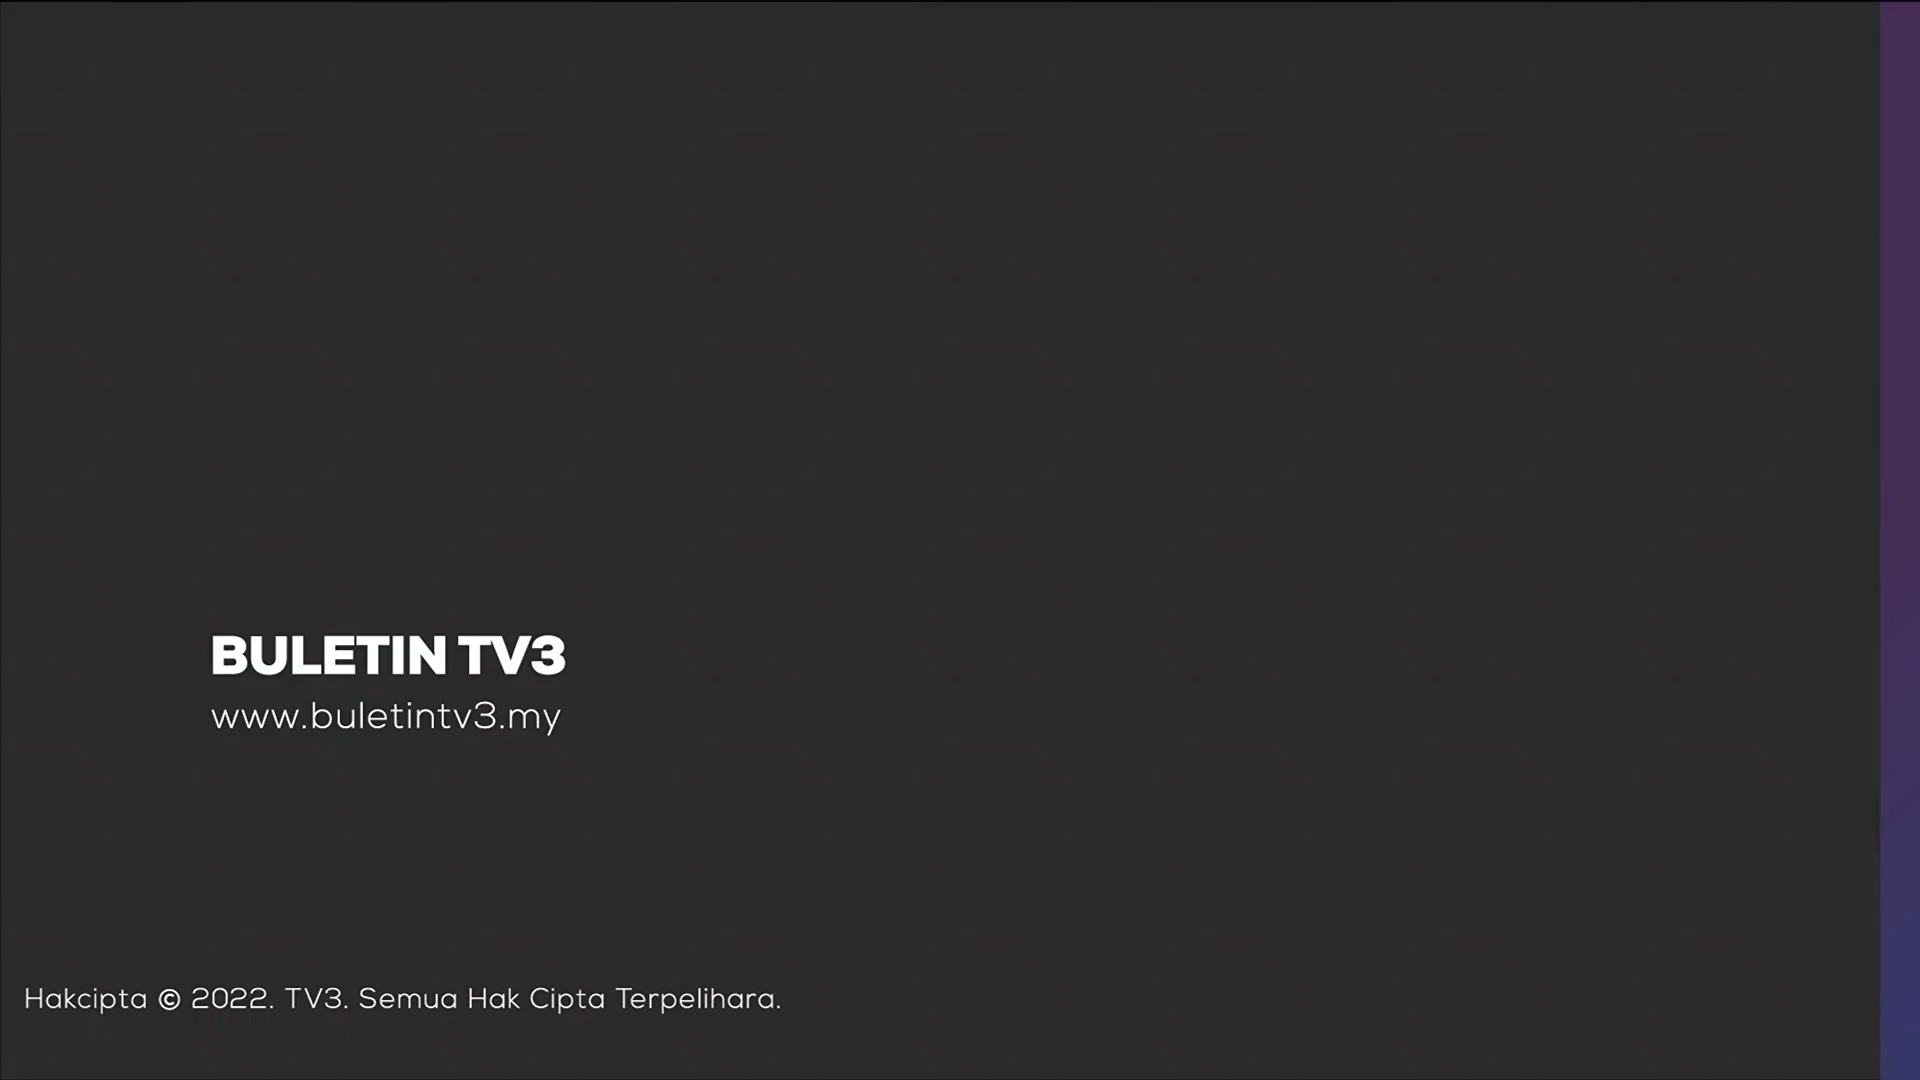 BULETIN TV3
www.buletintv3.my
Hakcipta © 2022. TV3. Semua Hak Cipta Terpelihara.